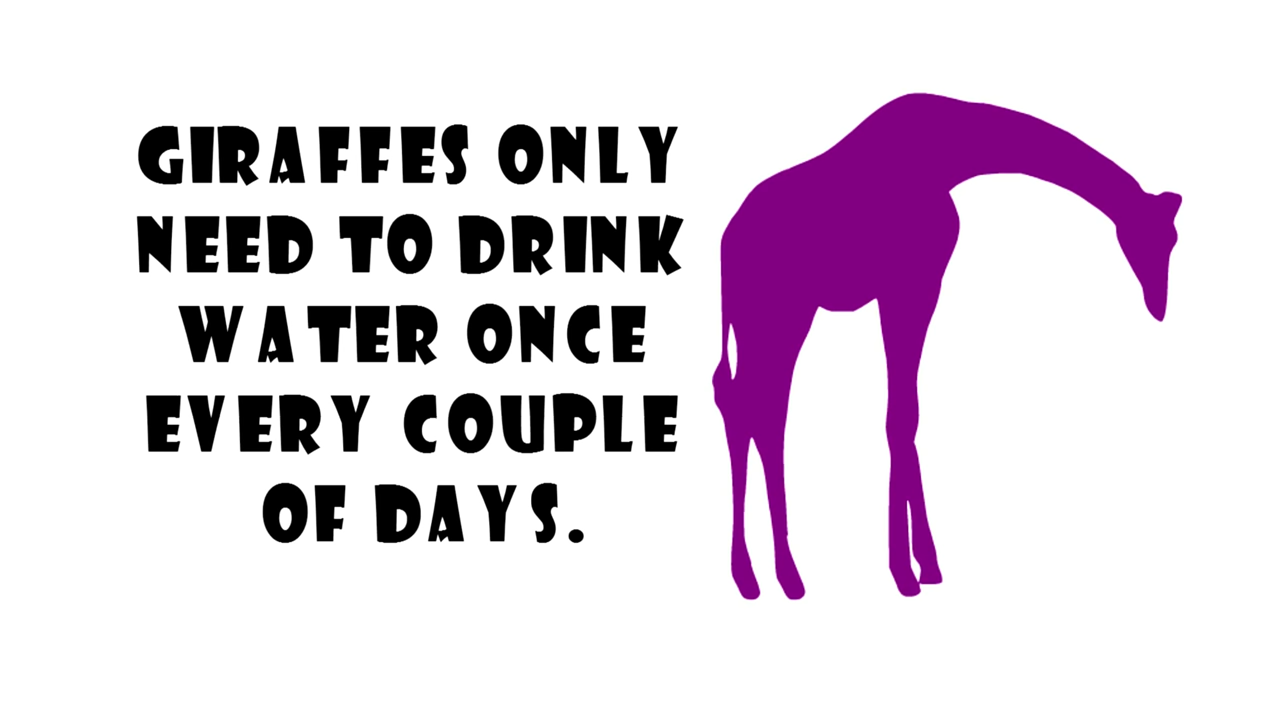 GIRAFFES ONLY
NEED TO DRINK
WATER ONCE
EVERY COUPLE
OF DAYS.